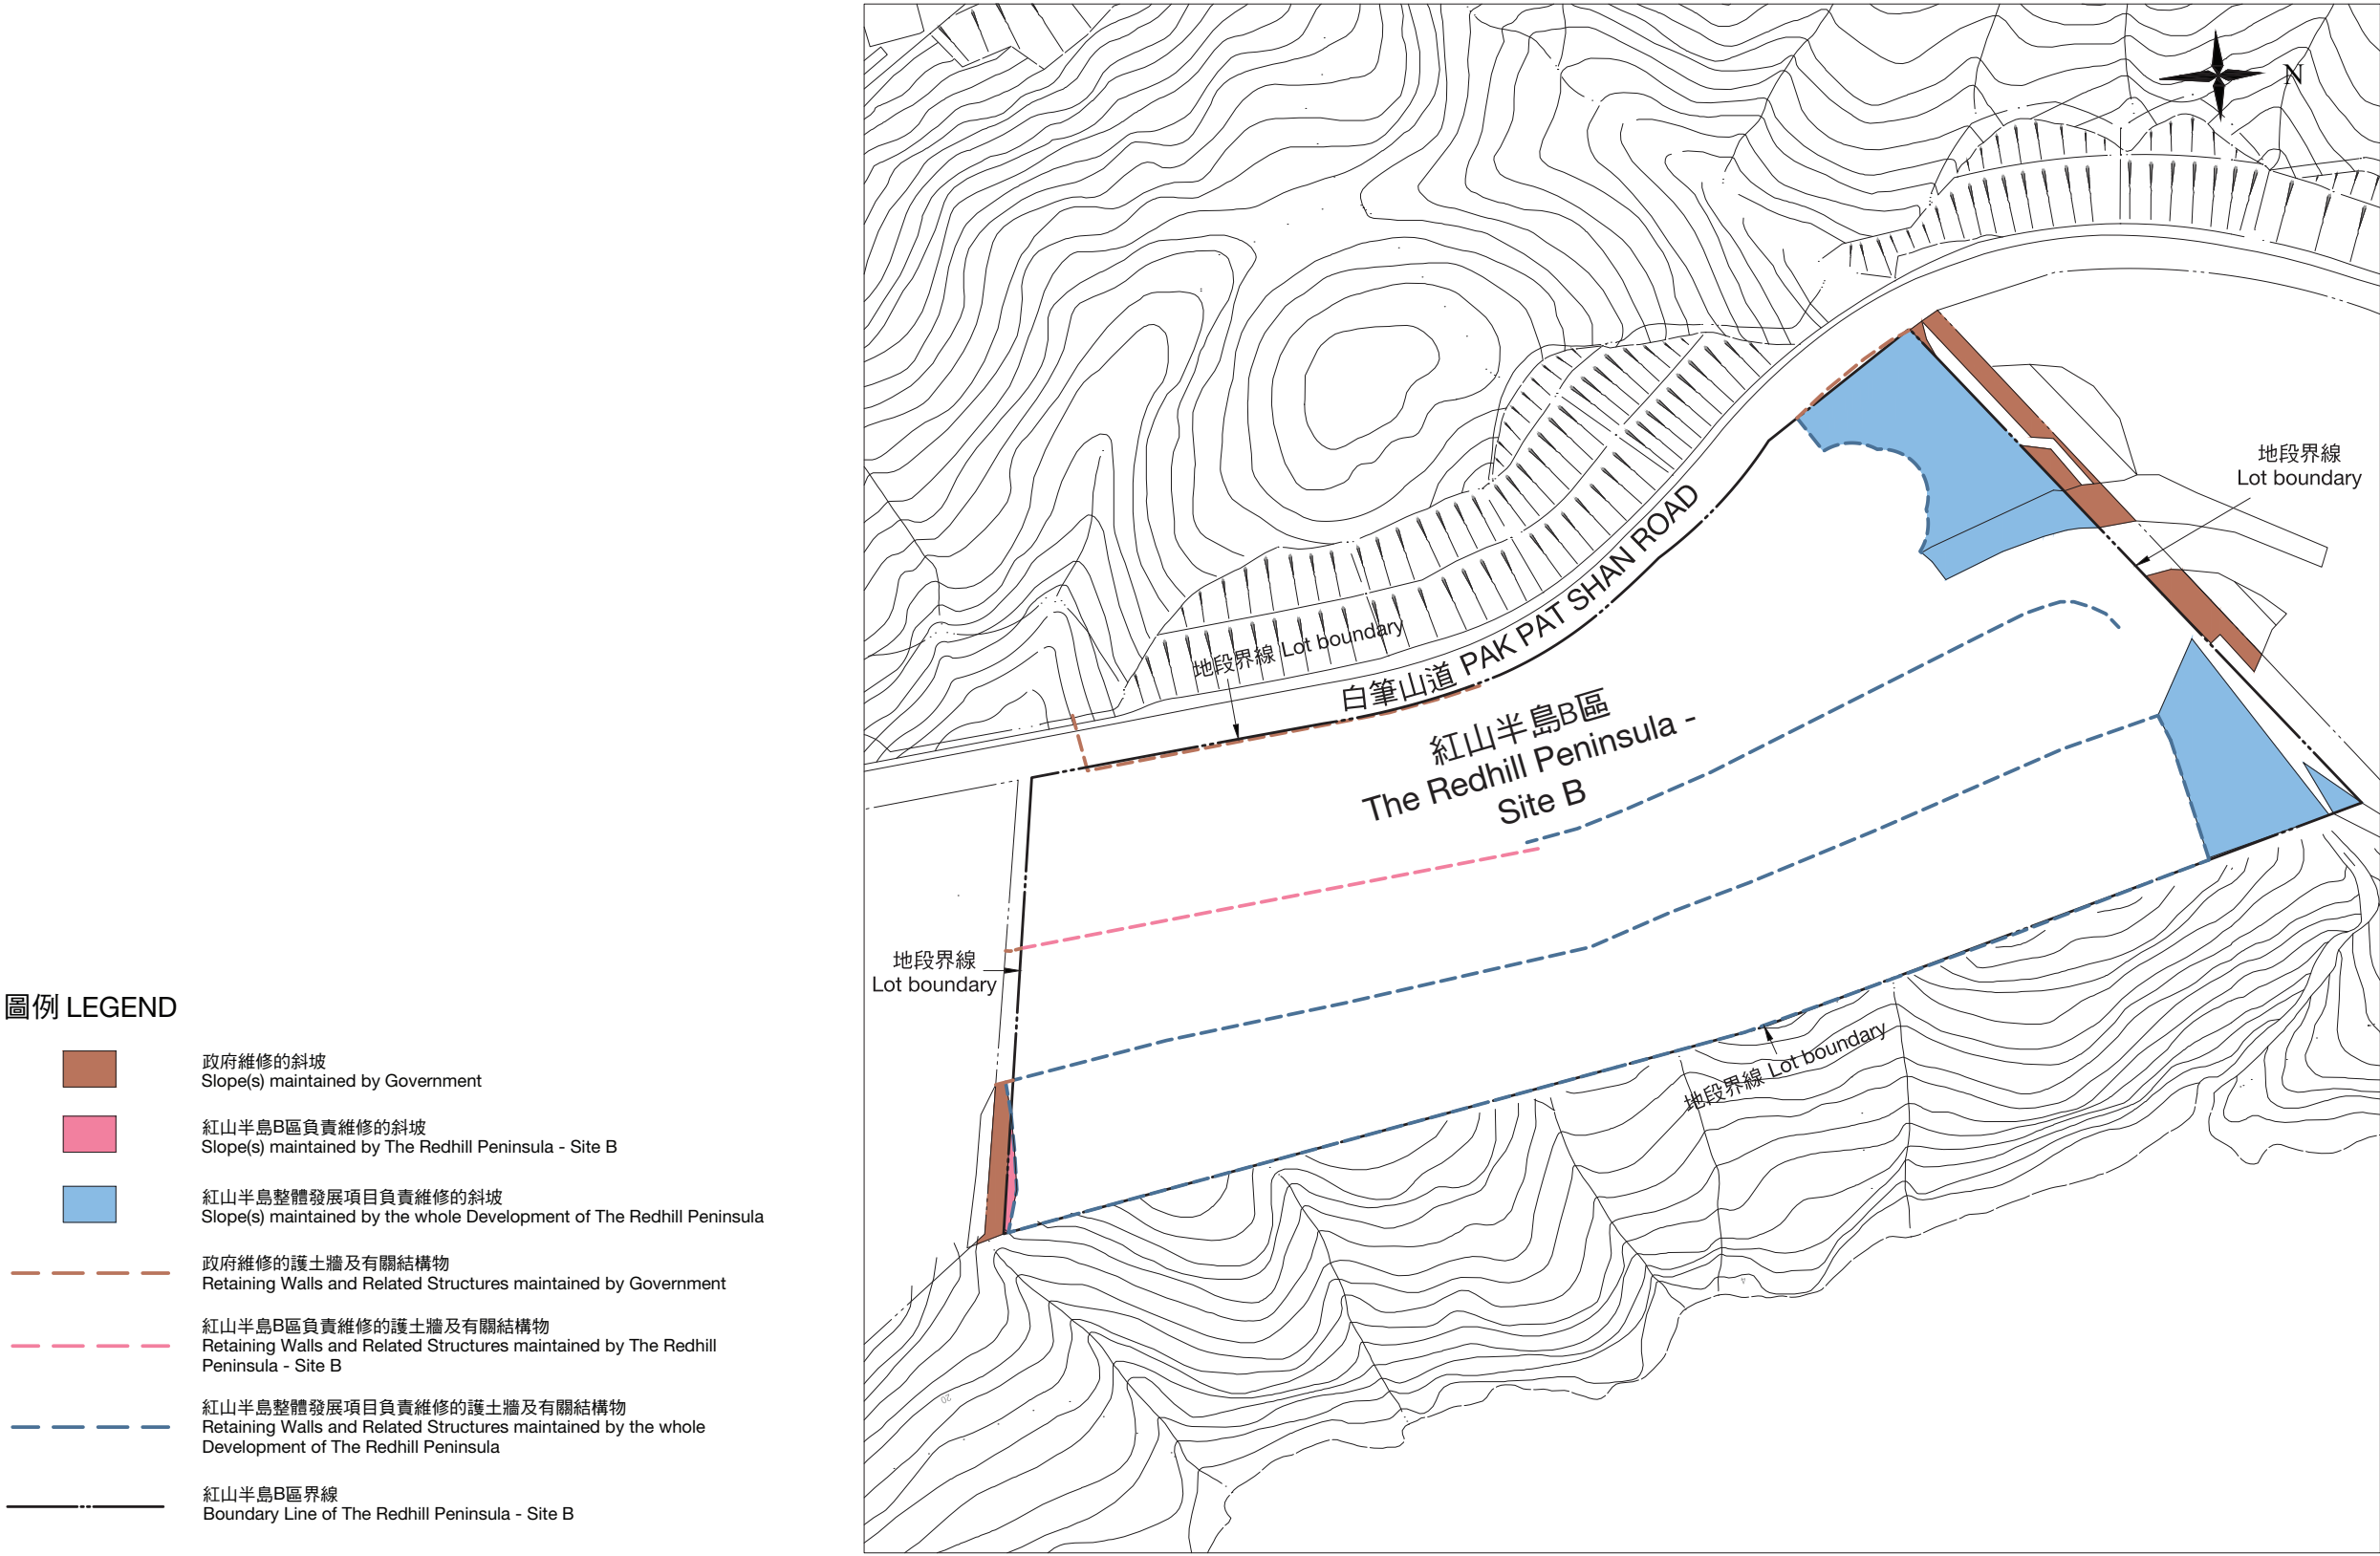 N
地段界線
Lot boundary
地段界線 Lot boundary
白筆山道 PAK PAT SHAN ROAD
紅山半島B區
The Redhill Peninsula -
Site B
地段界線
Lot boundary
地段界線 Lot boundary
20
圖例 LEGEND
政府維修的斜坡
Slope(s) maintained by Government
紅山半島B區負責維修的斜坡
Slope(s) maintained by The Redhill Peninsula - Site B
紅山半島整體發展項目負責維修的斜坡
Slope(s) maintained by the whole Development of The Redhill Peninsula
政府維修的護土牆及有關結構物
Retaining Walls and Related Structures maintained by Government
紅山半島B區負責維修的護土牆及有關結構物
Retaining Walls and Related Structures maintained by The Redhill
Peninsula - Site B
紅山半島整體發展項目負責維修的護土牆及有關結構物
Retaining Walls and Related Structures maintained by the whole
Development of The Redhill Peninsula
紅山半島B區界線
Boundary Line of The Redhill Peninsula - Site B